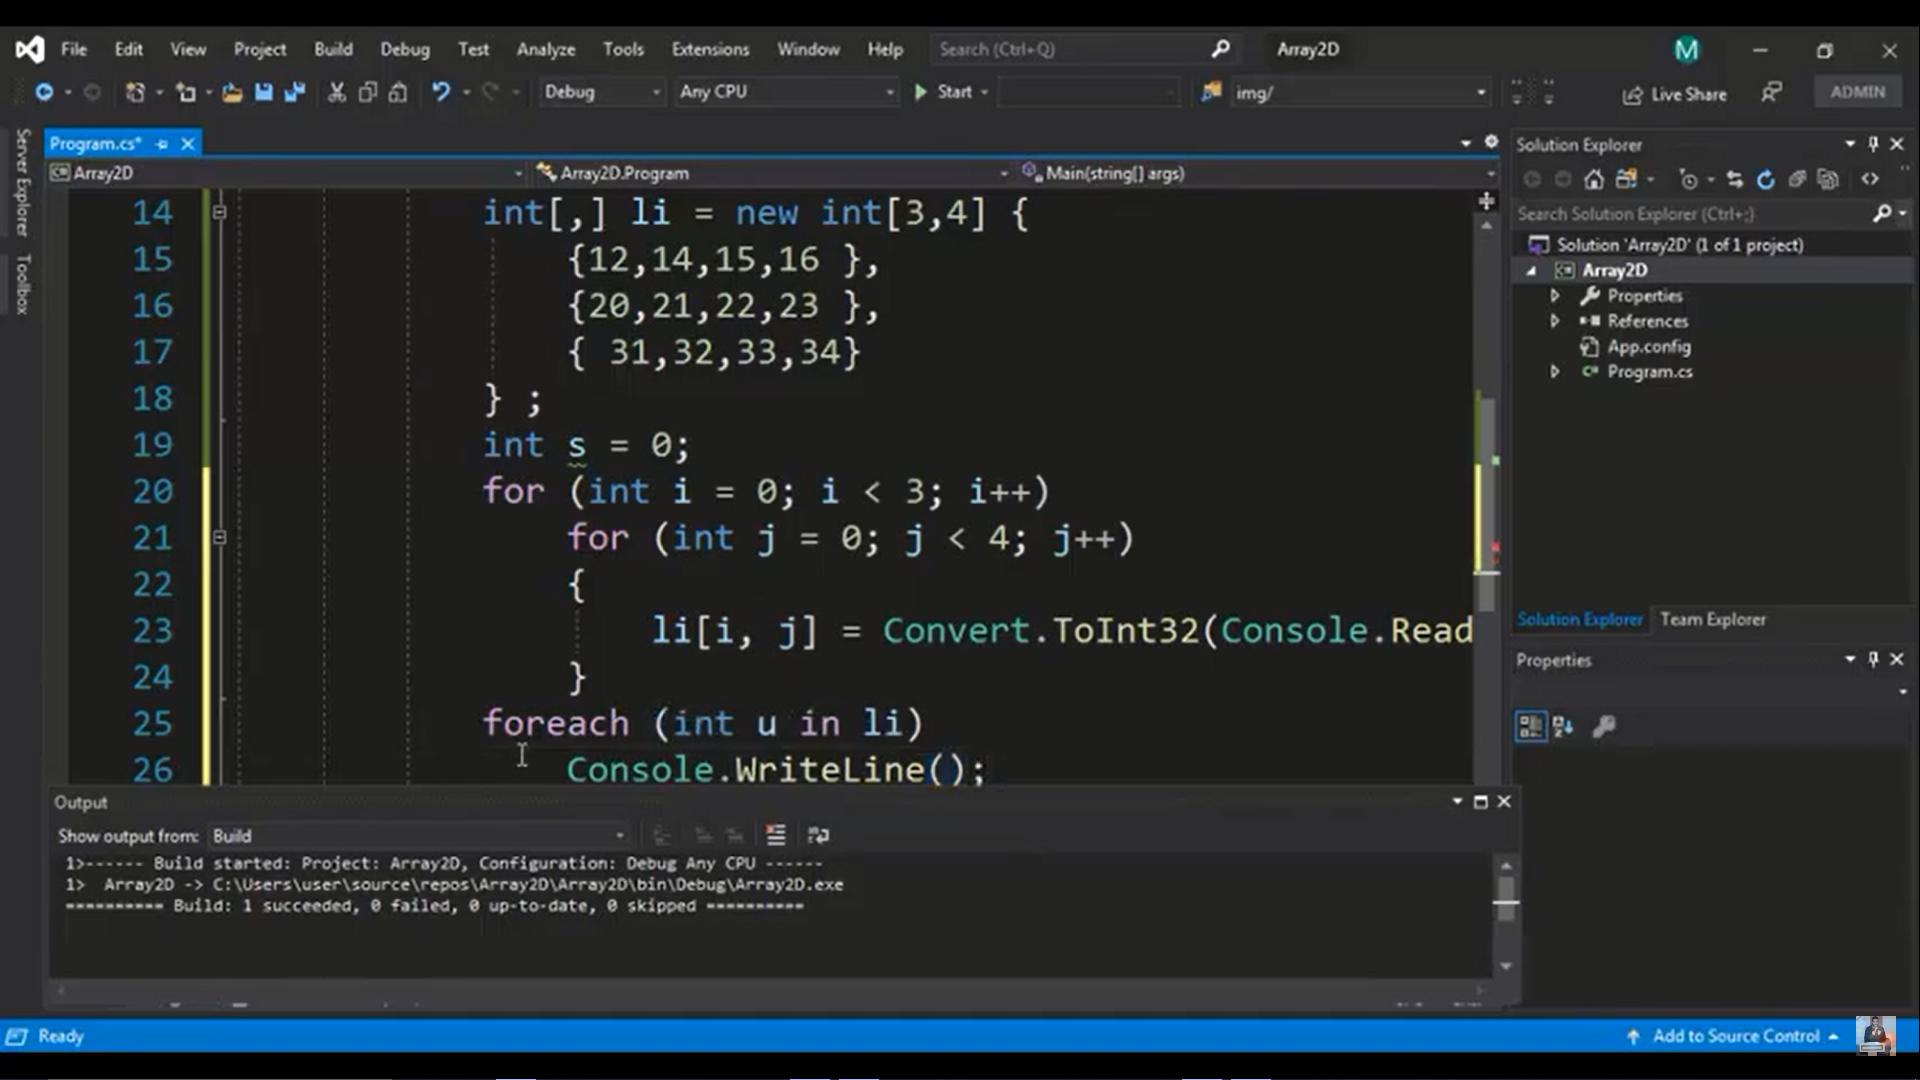 File Edit View Project Build Debug Test Analyze Tools Extensions Window Help Search (Ctrl+Q) Array2D M
Debug Any CPU Start img/ Live Share ADMIN
Server Explorer
Toolbox
Program.cs*
Array2D Array2D.Program Main(string[] args)
14 int[,] li = new int[3,4] {
15 {12,14,15,16 },
16 {20,21,22,23 },
17 { 31,32,33,34}
18 } ;
19 int s = 0;
20 for (int i = 0; i < 3; i++)
21 for (int j = 0; j < 4; j++)
22 {
23 li[i, j] = Convert.ToInt32(Console.Read
24 }
25 foreach (int u in li)
26 Console.WriteLine();
Solution Explorer
Search Solution Explorer (Ctrl+;)
Solution 'Array2D' (1 of 1 project)
Array2D
Properties
References
App.config
Program.cs
Solution Explorer Team Explorer
Properties
Output
Show output from: Build
1>------ Build started: Project: Array2D, Configuration: Debug Any CPU ------
1> Array2D -> C:\Users\user\source\repos\Array2D\Array2D\bin\Debug\Array2D.exe
========== Build: 1 succeeded, 0 failed, 0 up-to-date, 0 skipped ==========
Ready Add to Source Control